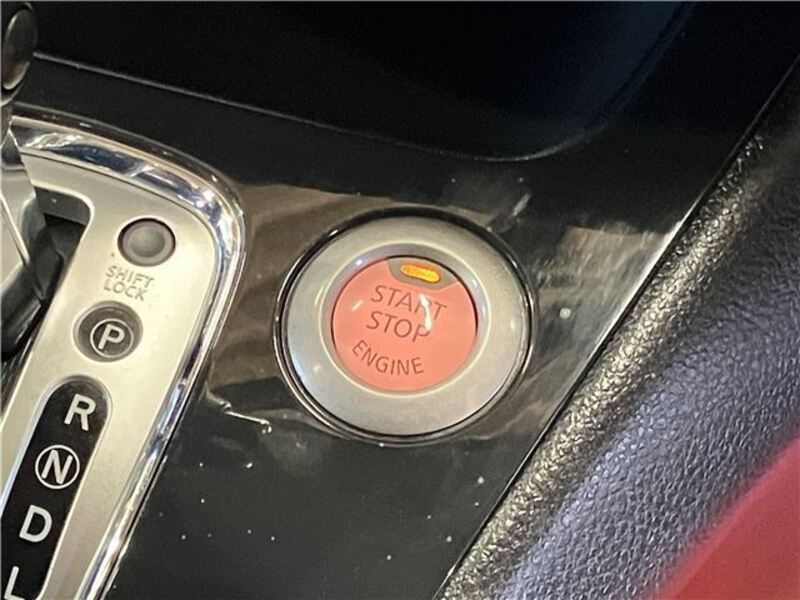 SHIFT
LOCK
P
R
N
D
L
START
STOP
ENGINE